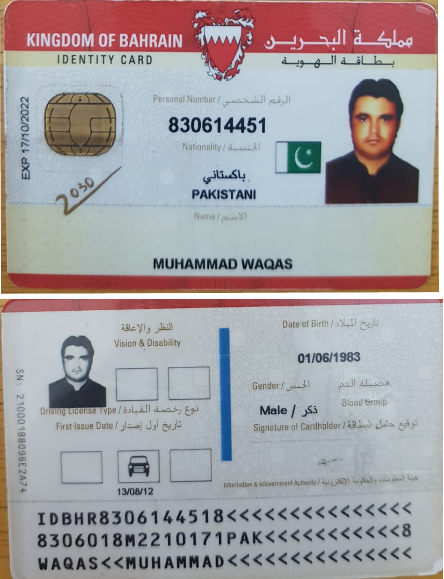 KINGDOM OF BAHRAIN مملكة البحرين
IDENTITY CARD بطاقة الهوية
Personal Number / الرقم الشخصي
830614451
Nationality / الجنسية
باكستاني
PAKISTANI
Name / الاسم
MUHAMMAD WAQAS
EXP 17/10/2022
2030
النظر والإعاقة
Vision & Disability
Date of Birth / تاريخ الميلاد
01/06/1983
Gender / الجنس فصيلة الدم
Blood Group
Male / ذكر
Driving License Type / نوع رخصة القيادة
First Issue Date / تاريخ أول إصدار
Signature of Cardholder / توقيع حامل البطاقة
13/08/12
Information & eGovernment Authority / هيئة المعلومات والحكومة الإلكترونية
SN: 21000188096E2A74
IDBHR8306144518<<<<<<<<<<<<<<<
8306018M2210171PAK<<<<<<<<<<<8
WAQAS<<MUHAMMAD<<<<<<<<<<<<<<<